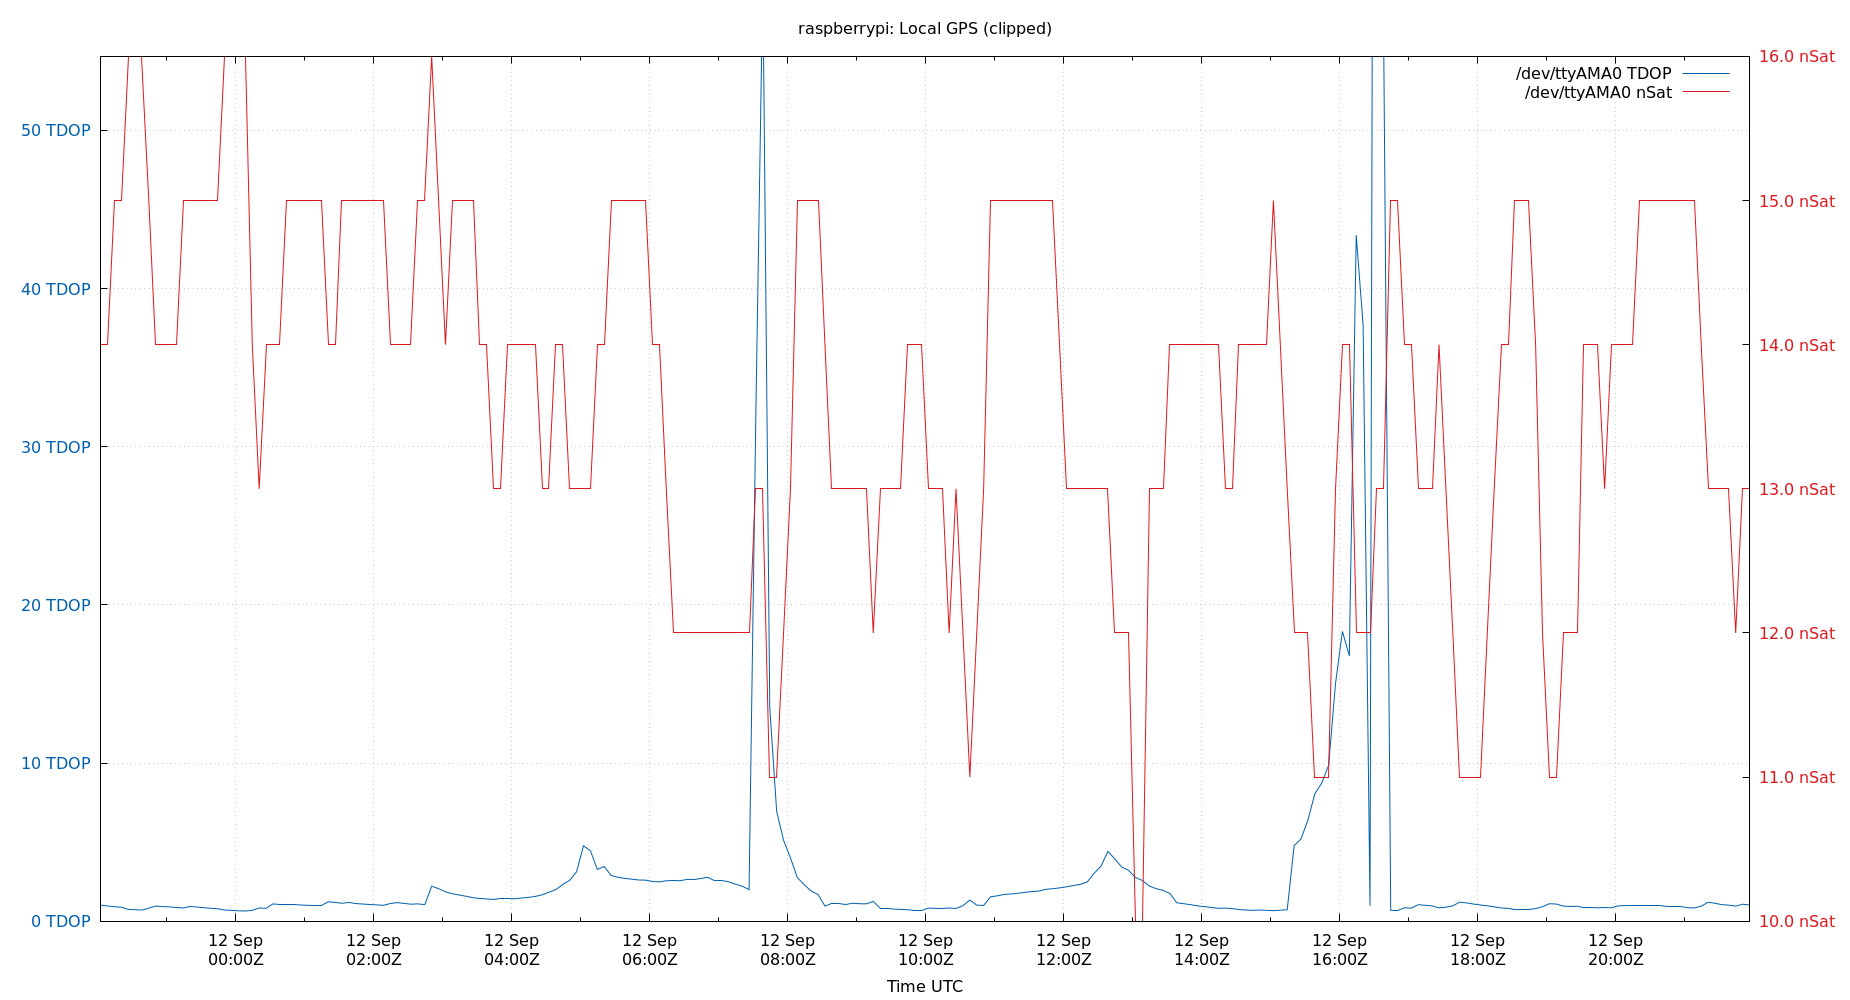 raspberrypi: Local GPS (clipped)
/dev/ttyAMA0 TDOP
/dev/ttyAMA0 nSat
50 TDOP
40 TDOP
30 TDOP
20 TDOP
10 TDOP
0 TDOP
16.0 nSat
15.0 nSat
14.0 nSat
13.0 nSat
12.0 nSat
11.0 nSat
10.0 nSat
12 Sep 12 Sep 12 Sep 12 Sep 12 Sep 12 Sep 12 Sep 12 Sep 12 Sep 12 Sep 12 Sep
00:00Z 02:00Z 04:00Z 06:00Z 08:00Z 10:00Z 12:00Z 14:00Z 16:00Z 18:00Z 20:00Z
Time UTC